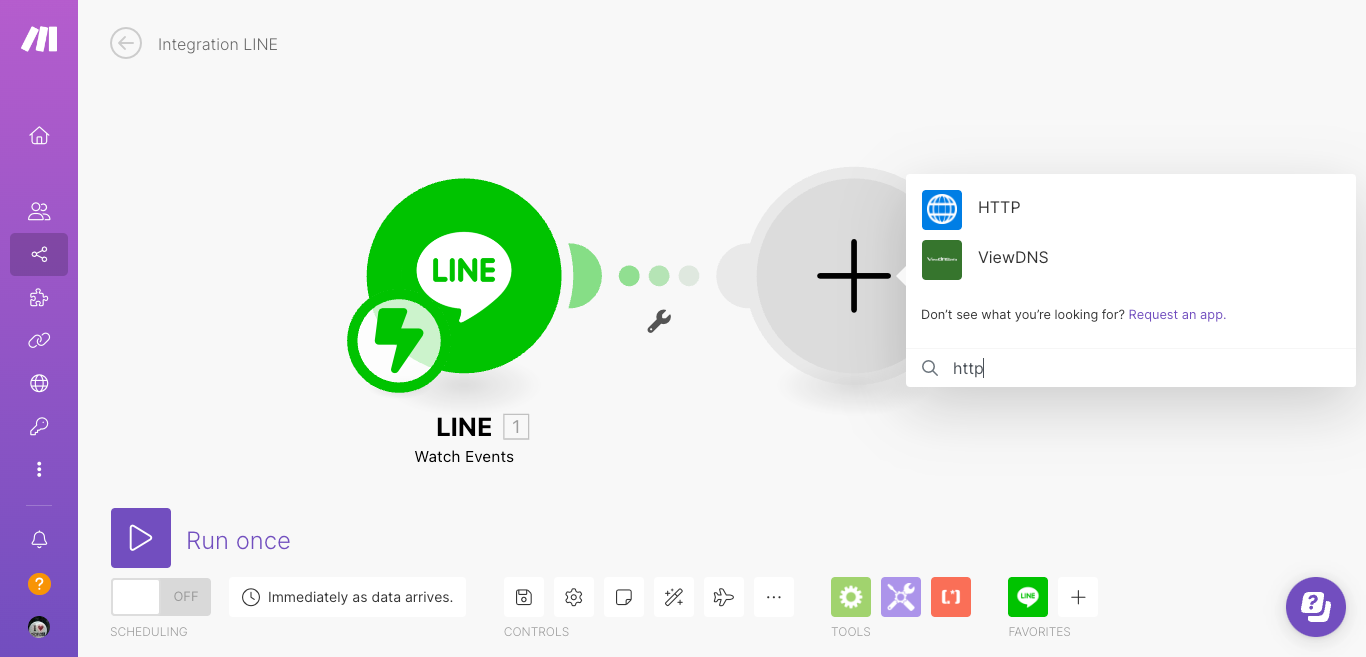 Integration LINE
LINE
HTTP
ViewDNS
Don't see what you're looking for? Request an app.
http
LINE 1
Watch Events
Run once
OFF
Immediately as data arrives.
LINE
SCHEDULING
CONTROLS
TOOLS
FAVORITES